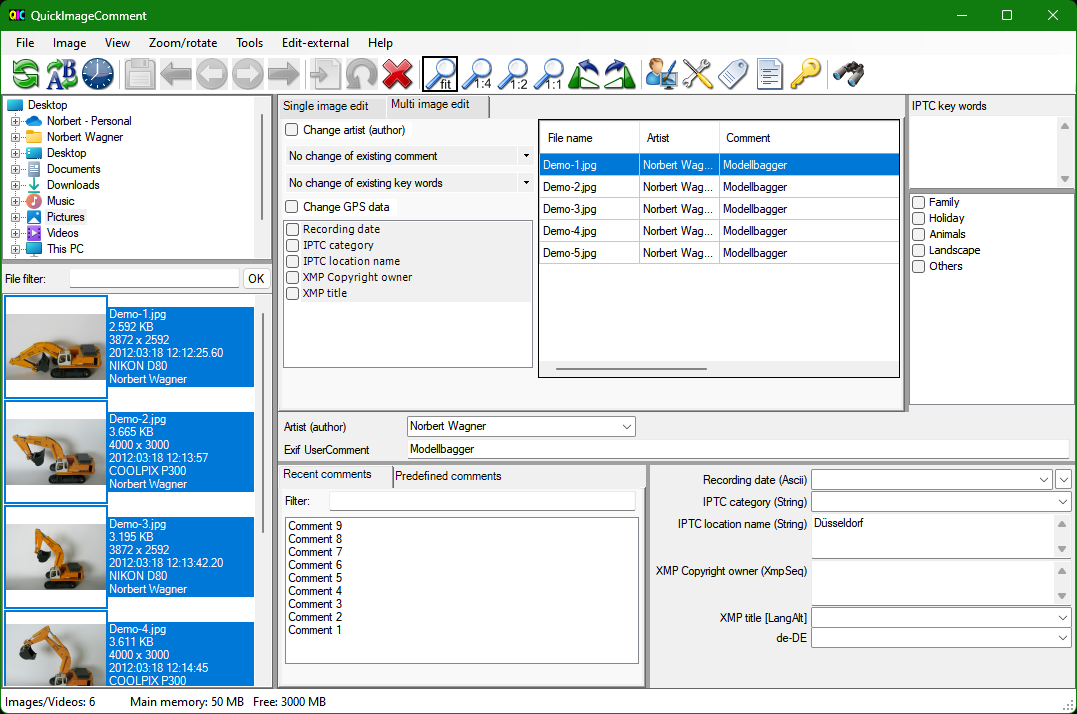 QIC QuickImageComment
File Image View Zoom/rotate Tools Edit-external Help
A B fit 1:4 1:2 1:1
Desktop
Norbert - Personal
Norbert Wagner
Desktop
Documents
Downloads
Music
Pictures
Videos
This PC
File filter: OK
Demo-1.jpg
2.592 KB
3872 x 2592
2012:03:18 12:12:25.60
NIKON D80
Norbert Wagner
Demo-2.jpg
3.665 KB
4000 x 3000
2012:03:18 12:13:57
COOLPIX P300
Norbert Wagner
Demo-3.jpg
3.195 KB
3872 x 2592
2012:03:18 12:13:42.20
NIKON D80
Norbert Wagner
Demo-4.jpg
3.611 KB
4000 x 3000
2012:03:18 12:14:45
COOLPIX P300
Single image edit Multi image edit
Change artist (author)
No change of existing comment
No change of existing key words
Change GPS data
Recording date
IPTC category
IPTC location name
XMP Copyright owner
XMP title
File name Artist Comment
Demo-1.jpg Norbert Wag... Modellbagger
Demo-2.jpg Norbert Wag... Modellbagger
Demo-3.jpg Norbert Wag... Modellbagger
Demo-4.jpg Norbert Wag... Modellbagger
Demo-5.jpg Norbert Wag... Modellbagger
IPTC key words
Family
Holiday
Animals
Landscape
Others
Artist (author) Norbert Wagner
Exif UserComment Modellbagger
Recent comments Predefined comments
Filter:
Comment 9
Comment 8
Comment 7
Comment 6
Comment 5
Comment 4
Comment 3
Comment 2
Comment 1
Recording date (Ascii)
IPTC category (String)
IPTC location name (String) Düsseldorf
XMP Copyright owner (XmpSeq)
XMP title [LangAlt]
de-DE
Images/Videos: 6 Main memory: 50 MB Free: 3000 MB